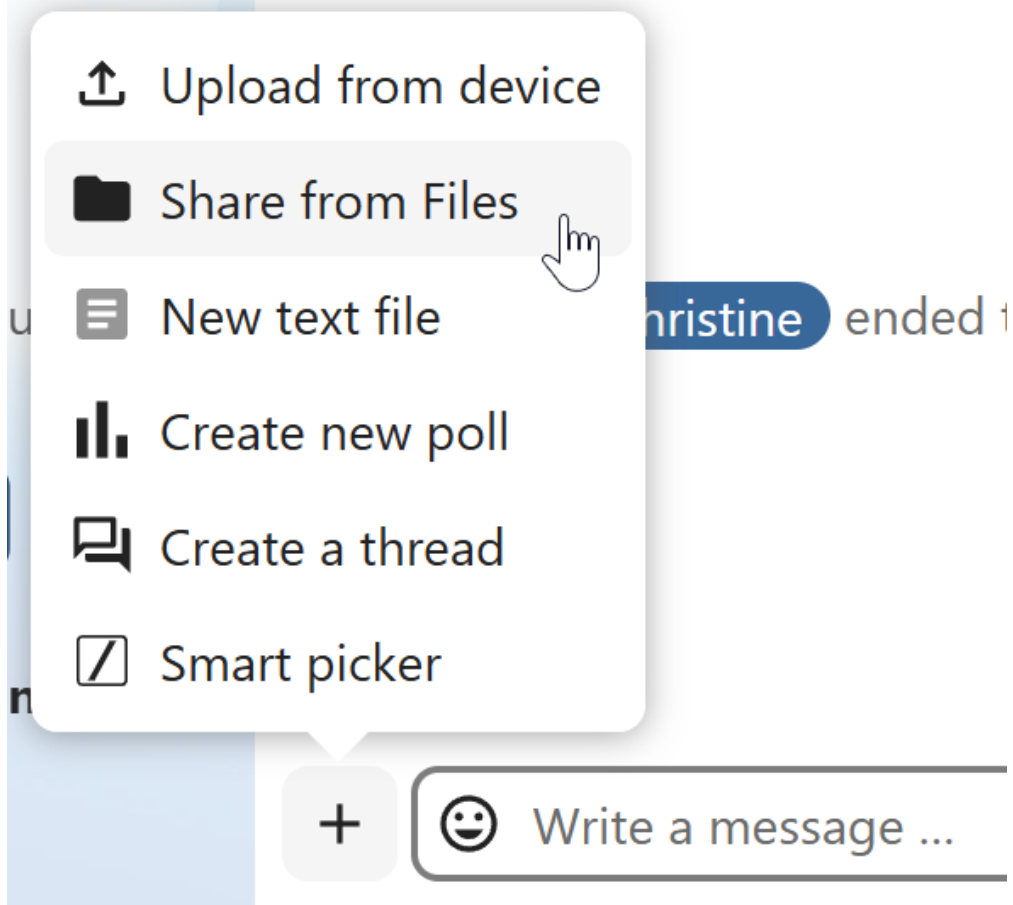 Upload from device
Share from Files
New text file
hristine ended
Create new poll
Create a thread
Smart picker
+
Write a message ...